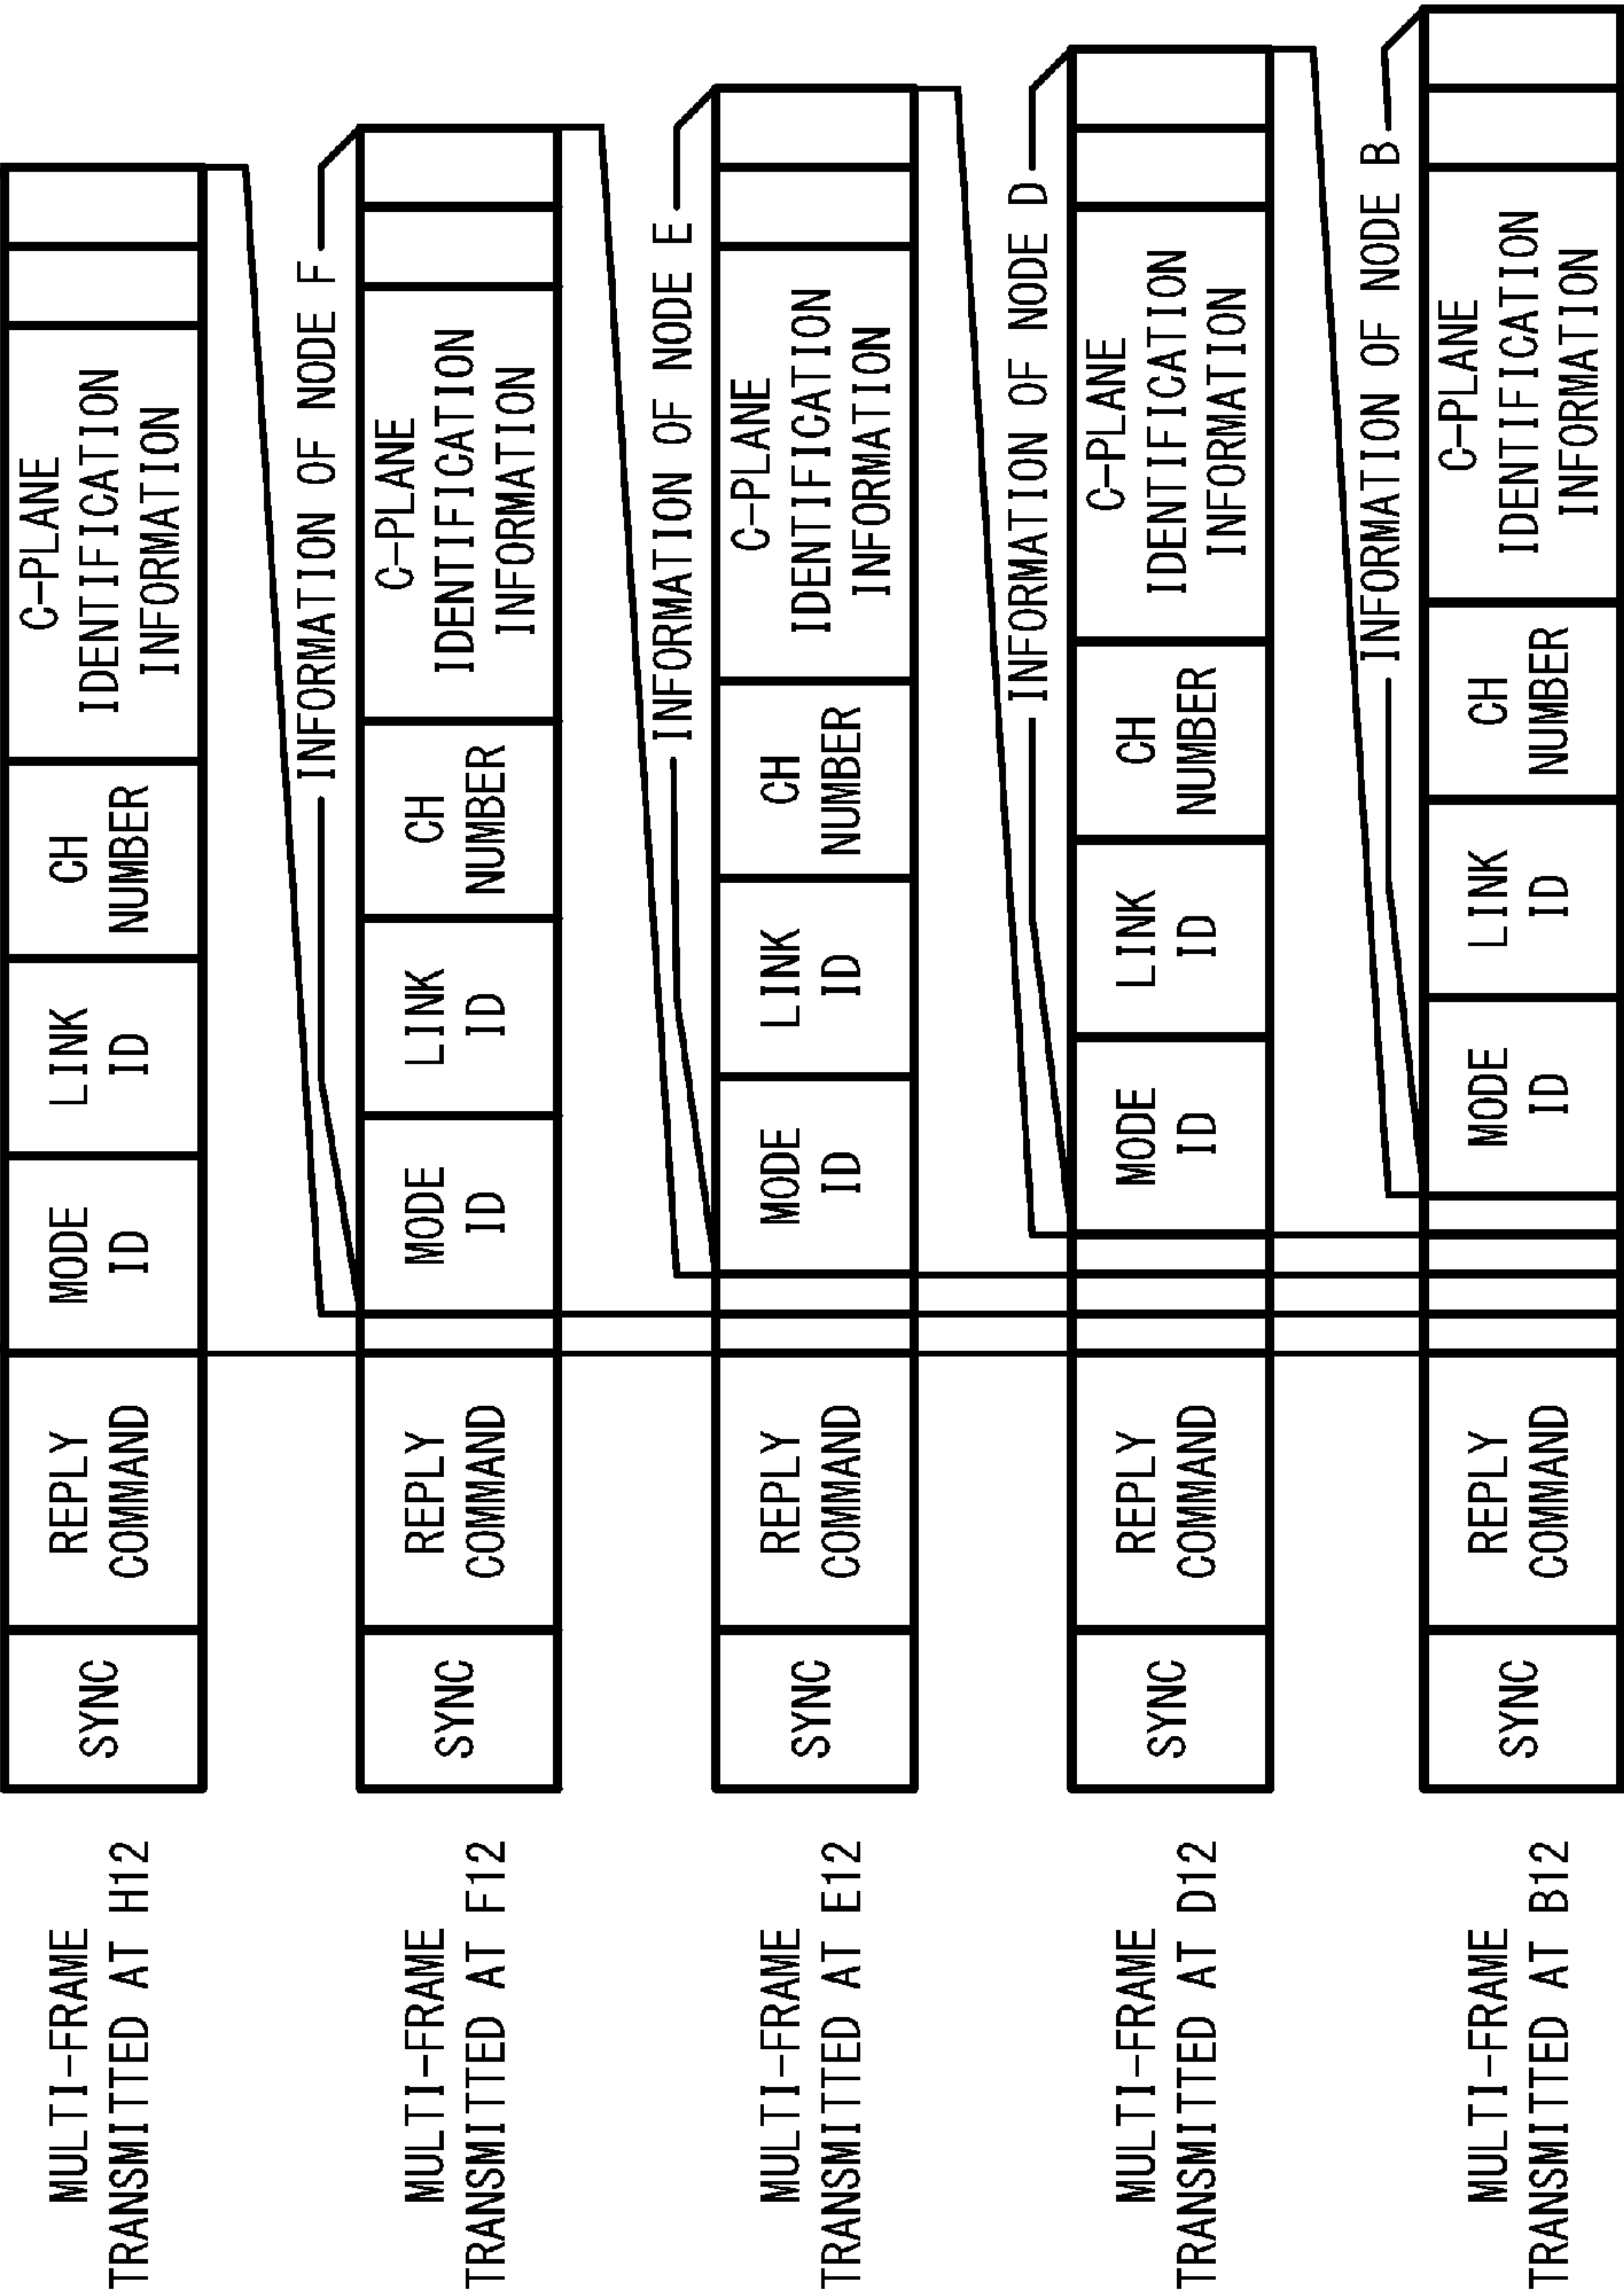 MULTI-FRAME
TRANSMITTED AT H12
SYNC
REPLY
COMMAND
MODE
ID
LINK
ID
CH
NUMBER
C-PLANE
IDENTIFICATION
INFORMATION
INFORMATION OF NODE F
MULTI-FRAME
TRANSMITTED AT F12
SYNC
REPLY
COMMAND
MODE
ID
LINK
ID
CH
NUMBER
C-PLANE
IDENTIFICATION
INFORMATION
INFORMATION OF NODE E
MULTI-FRAME
TRANSMITTED AT E12
SYNC
REPLY
COMMAND
MODE
ID
LINK
ID
CH
NUMBER
C-PLANE
IDENTIFICATION
INFORMATION
INFORMATION OF NODE D
MULTI-FRAME
TRANSMITTED AT D12
SYNC
REPLY
COMMAND
MODE
ID
LINK
ID
CH
NUMBER
C-PLANE
IDENTIFICATION
INFORMATION
INFORMATION OF NODE B
MULTI-FRAME
TRANSMITTED AT B12
SYNC
REPLY
COMMAND
MODE
ID
LINK
ID
CH
NUMBER
C-PLANE
IDENTIFICATION
INFORMATION